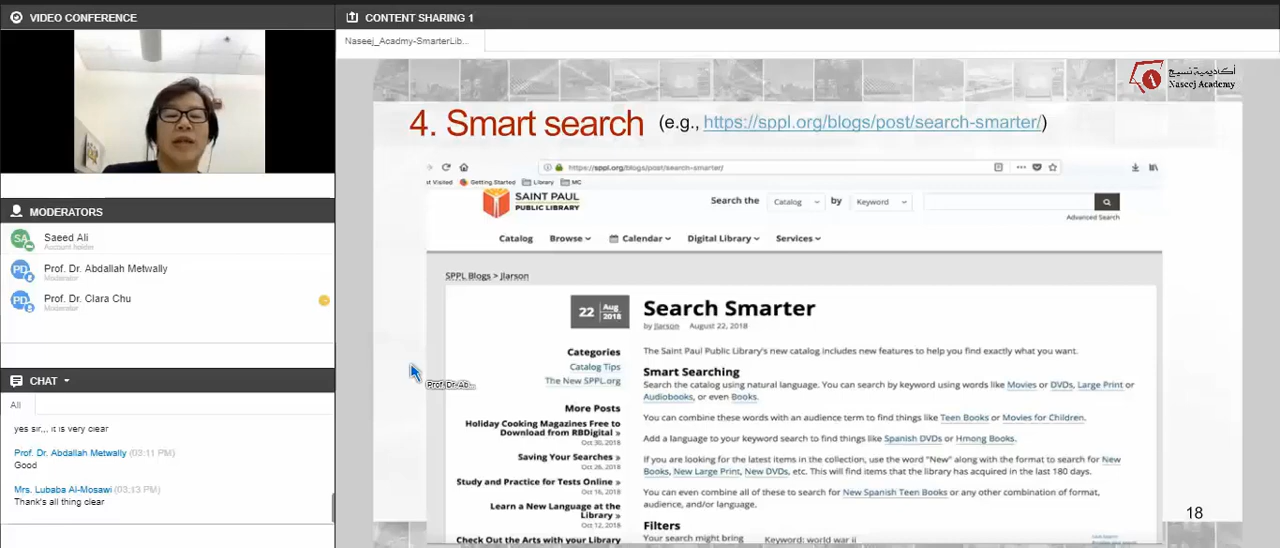 VIDEO CONFERENCE
CONTENT SHARING 1
Naseej_Acadmy-SmarterLib...
أكاديمية نسيج
Naseej Academy
4. Smart search (e.g., https://sppl.org/blogs/post/search-smarter/)
https://sppl.org/blogs/post/search-smarter/
st Visited Getting Started Library MC
SAINT PAUL
PUBLIC LIBRARY
Search the Catalog by Keyword
Advanced Search
Catalog Browse Calendar Digital Library Services
MODERATORS
SA Saeed Ali
Account holder
PD Prof. Dr. Abdallah Metwally
Moderator
PD Prof. Dr. Clara Chu
Moderator
SPPL Blogs > Jlarson
22 Aug
2018
Search Smarter
by Jlarson August 22, 2018
Categories
Catalog Tips
The New SPPL.org
More Posts
Holiday Cooking Magazines Free to
Download from RBDigital »
Oct 30, 2018
Saving Your Searches »
Oct 26, 2018
Study and Practice for Tests Online »
Oct 16, 2018
Learn a New Language at the
Library »
Oct 12, 2018
Check Out the Arts with your Library
The Saint Paul Public Library's new catalog includes new features to help you find exactly what you want.
Smart Searching
Search the catalog using natural language. You can search by keyword using words like Movies or DVDs, Large Print or
Audiobooks, or even Books.
You can combine these words with an audience term to find things like Teen Books or Movies for Children.
Add a language to your keyword search to find things like Spanish DVDs or Hmong Books.
If you are looking for the latest items in the collection, use the word "New" along with the format to search for New
Books, New Large Print, New DVDs, etc. This will find items that the library has acquired in the last 180 days.
You can even combine all of these to search for New Spanish Teen Books or any other combination of format,
audience, and/or language.
Filters
Your search might bring
Keyword: world war ii
18
Prof-Dr-Ab...
CHAT
All
yes sir,,, it is very clear
Prof. Dr. Abdallah Metwally (03:11 PM)
Good
Mrs. Lubaba Al-Mosawi (03:13 PM)
Thank's all thing clear